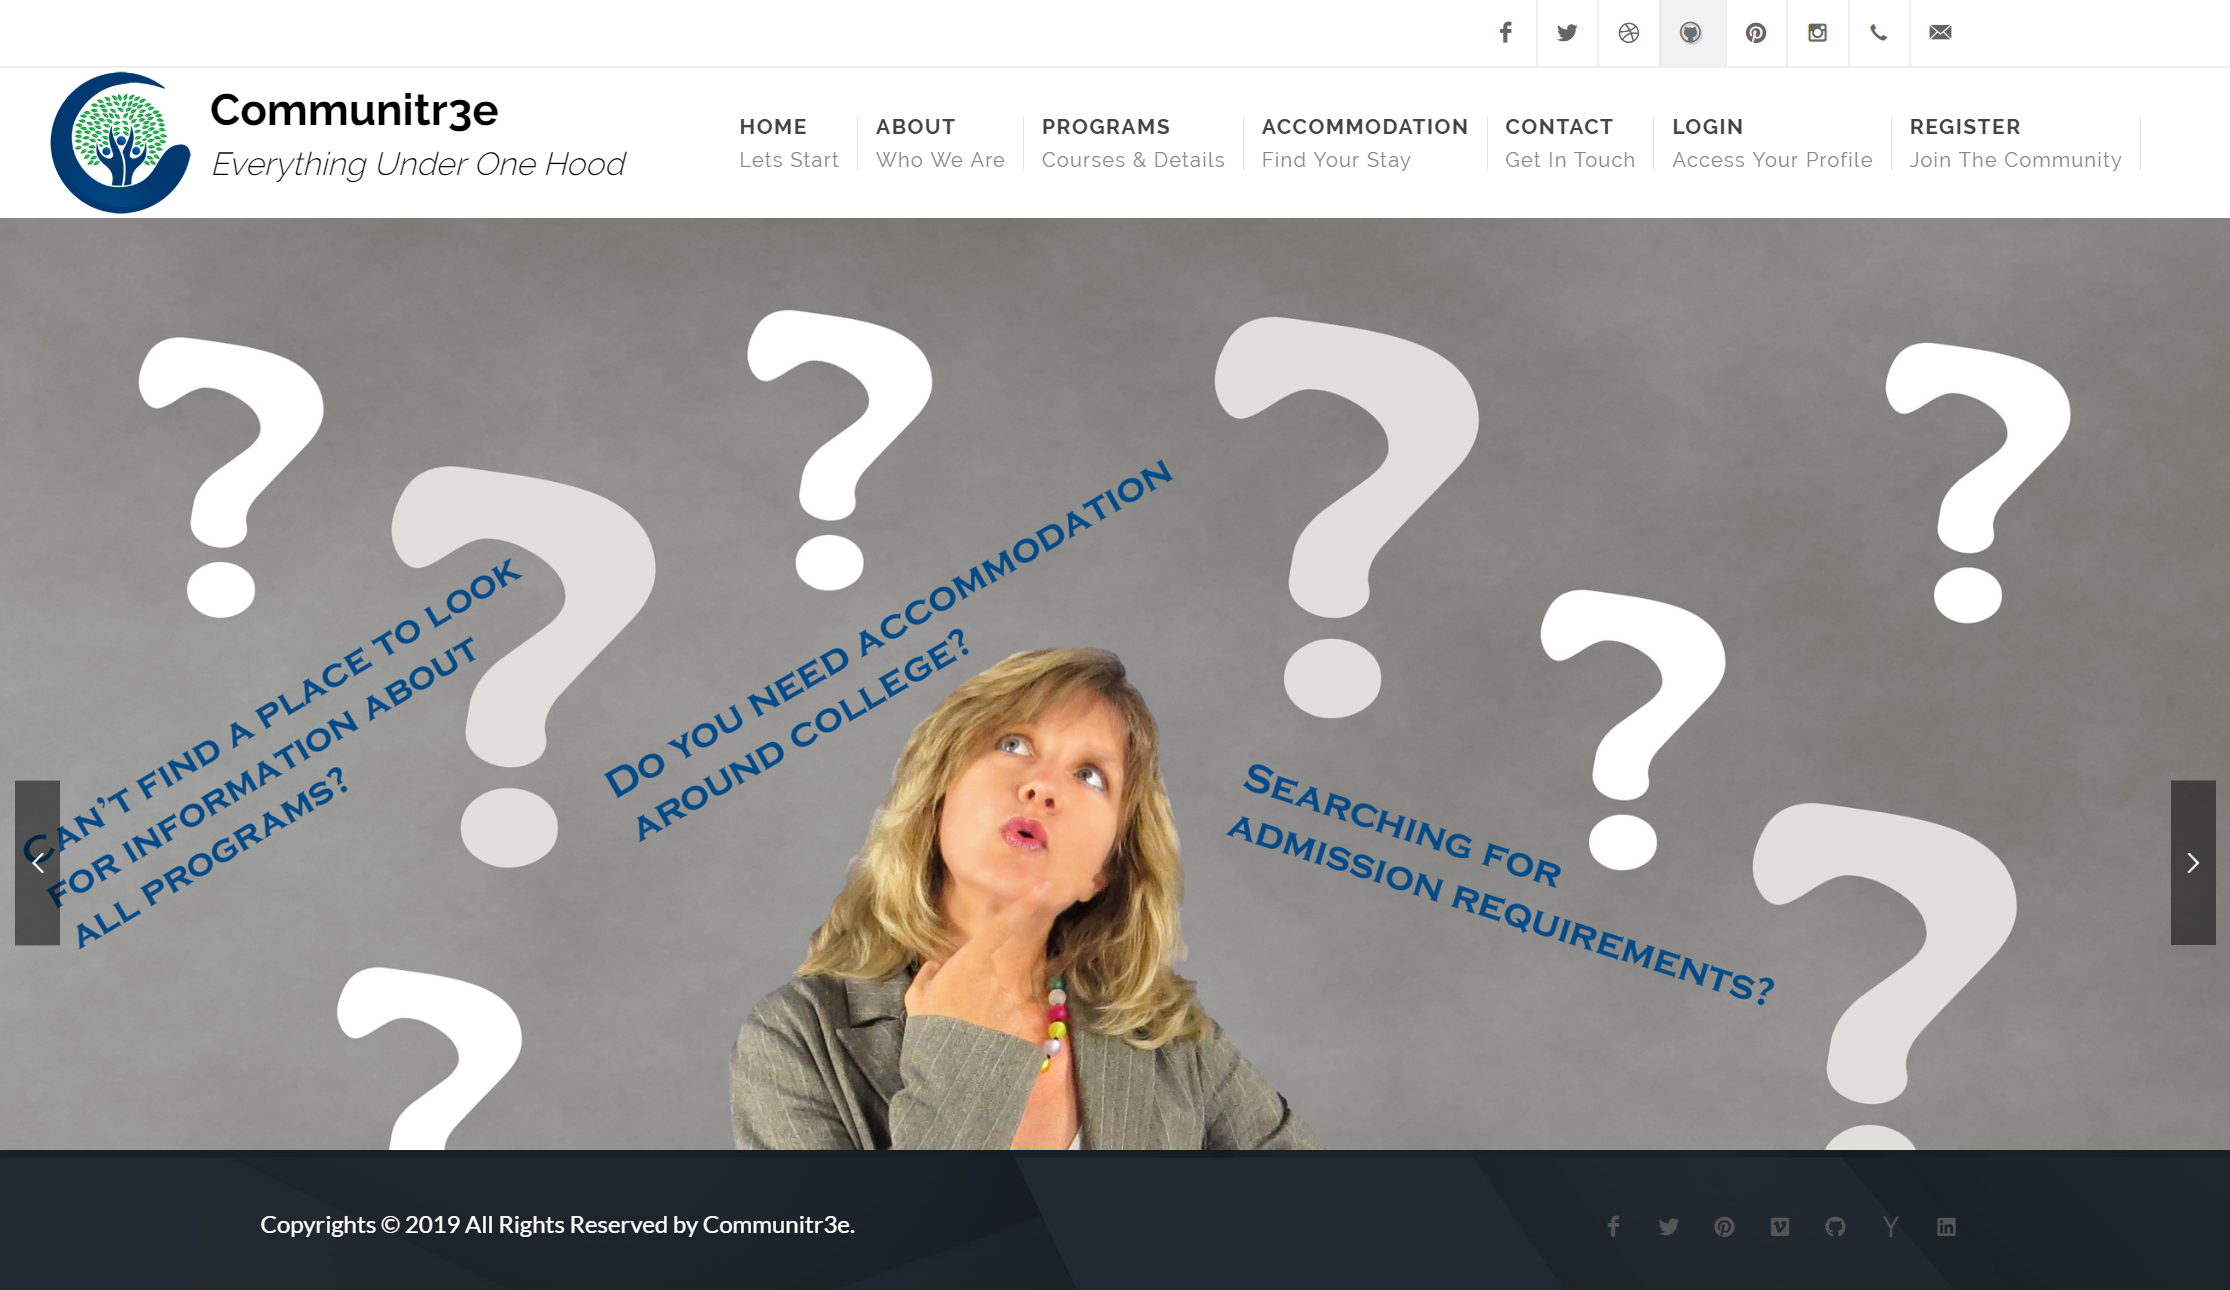 Communitr3e
Everything Under One Hood
HOME
Lets Start
ABOUT
Who We Are
PROGRAMS
Courses & Details
ACCOMMODATION
Find Your Stay
CONTACT
Get In Touch
LOGIN
Access Your Profile
REGISTER
Join The Community
? ? ? ? ? ? ? ?
Can't find a place to look
for information about
all programs?
Do you need accommodation
around college?
Searching for
admission requirements?
Copyrights © 2019 All Rights Reserved by Communitr3e.